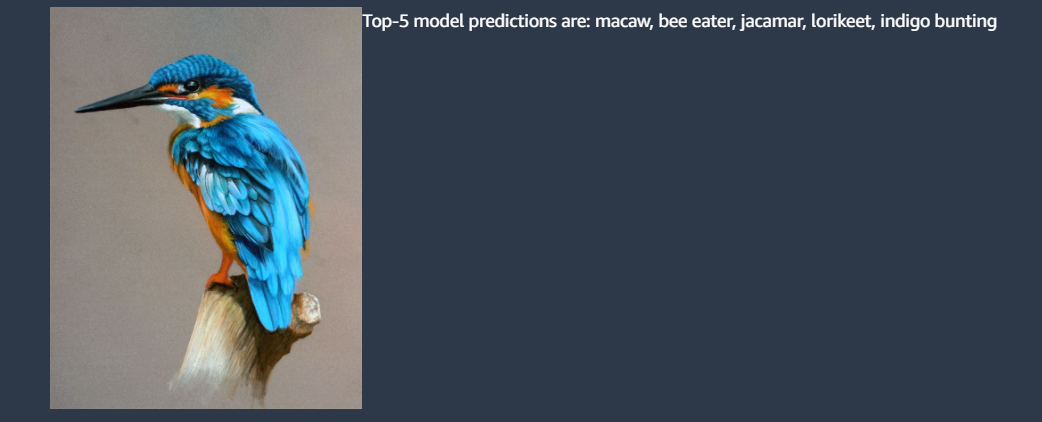 Top-5 model predictions are: macaw, bee eater, jacamar, lorikeet, indigo bunting